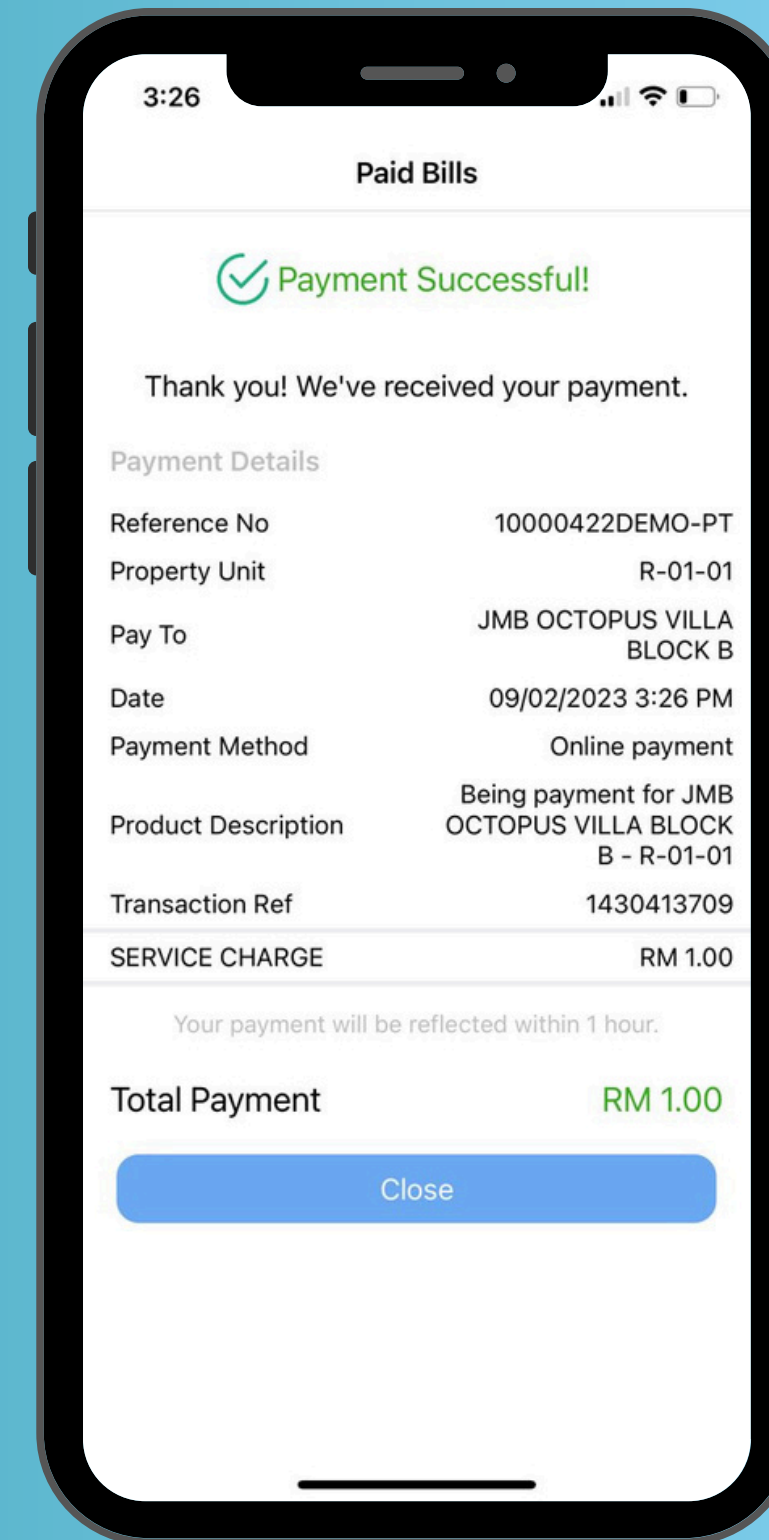 3:26
Paid Bills
Payment Successful!
Thank you! We've received your payment.
Payment Details
Reference No 10000422DEMO-PT
Property Unit R-01-01
Pay To JMB OCTOPUS VILLA
BLOCK B
Date 09/02/2023 3:26 PM
Payment Method Online payment
Product Description Being payment for JMB
OCTOPUS VILLA BLOCK
B - R-01-01
Transaction Ref 1430413709
SERVICE CHARGE RM 1.00
Your payment will be reflected within 1 hour.
Total Payment RM 1.00
Close